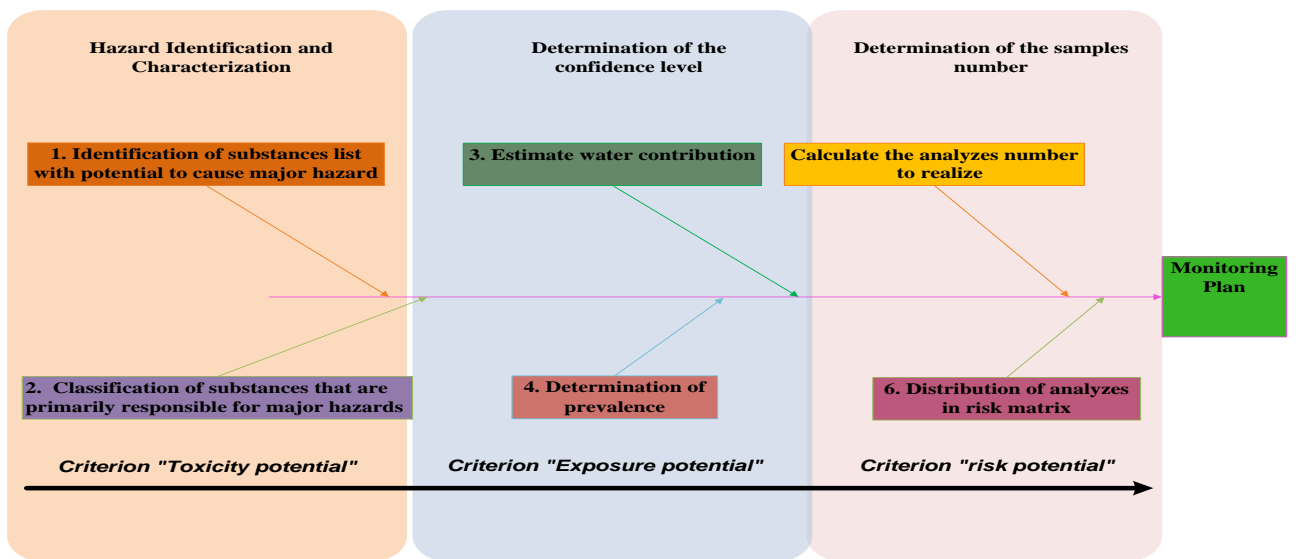 Hazard Identification and
Characterization
Determination of the
confidence level
Determination of the samples
number
1. Identification of substances list
with potential to cause major hazard
3. Estimate water contribution
Calculate the analyzes number
to realize
Monitoring
Plan
2. Classification of substances that are
primarily responsible for major hazards
4. Determination of
prevalence
6. Distribution of analyzes
in risk matrix
Criterion "Toxicity potential"
Criterion "Exposure potential"
Criterion "risk potential"